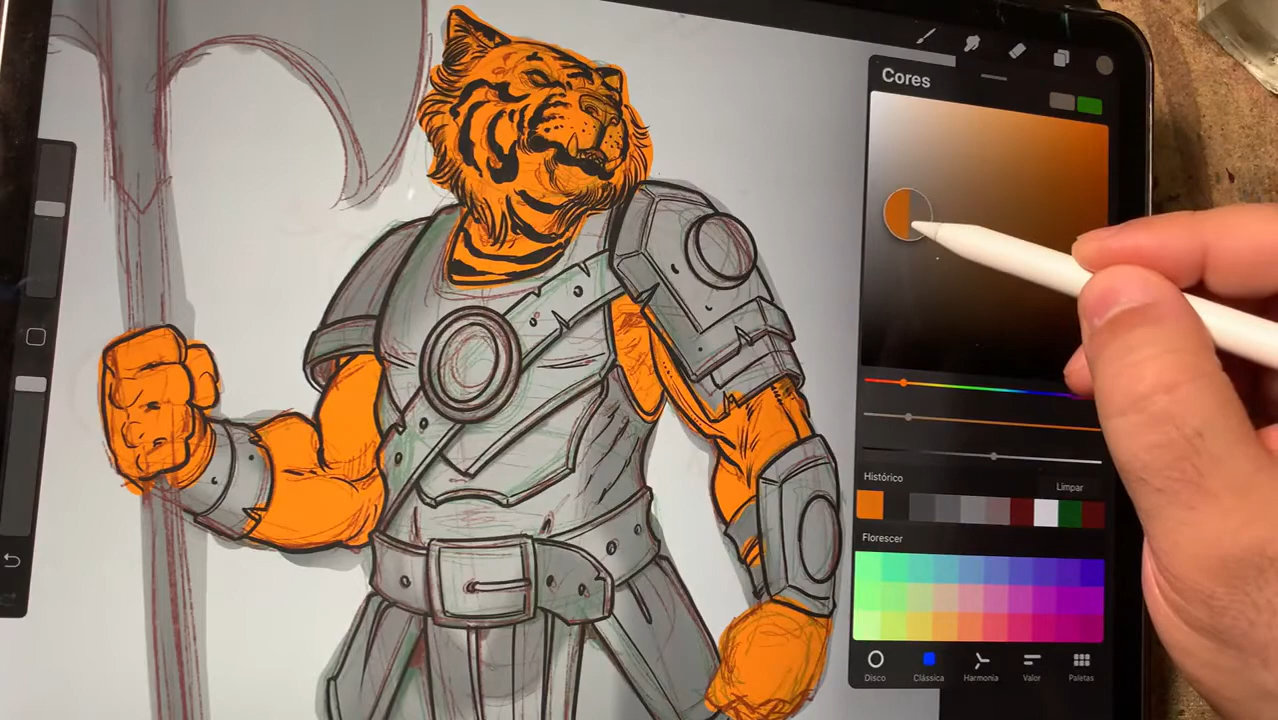 Cores
Histórico
Limpar
Florescer
Disco
Clássica
Harmonia
Valor
Paletas